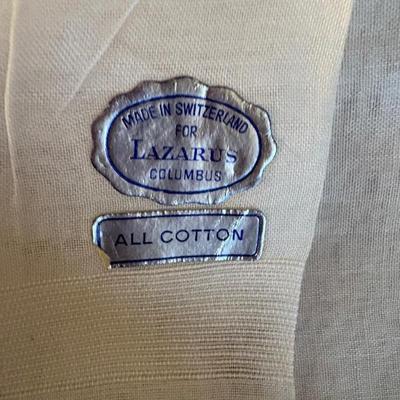 MADE IN SWITZERLAND
FOR
LAZARUS
COLUMBUS
ALL COTTON